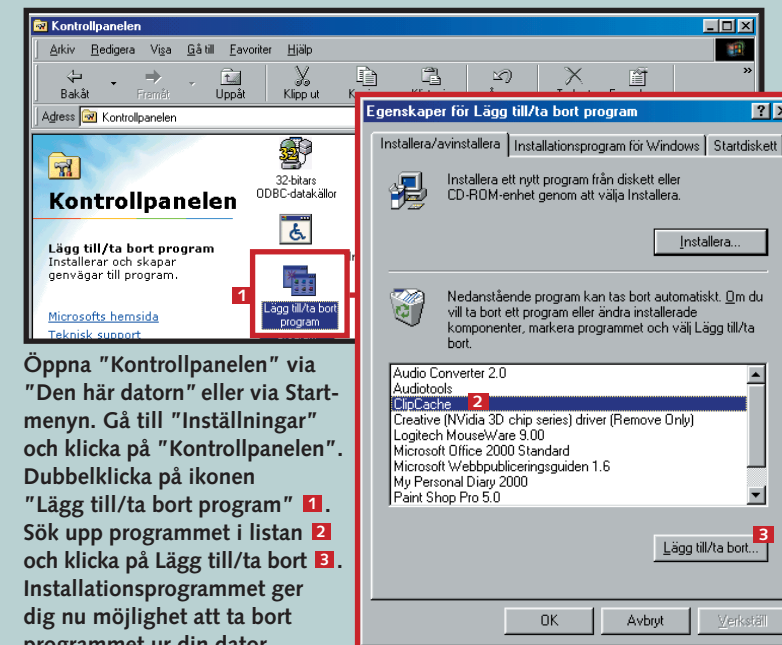 Kontrollpanelen
Arkiv Redigera Visa Gå till Favoriter Hjälp
Bakåt Framåt Uppåt Klipp ut
Adress Kontrollpanelen
Kontrollpanelen
Lägg till/ta bort program
Installerar och skapar
genvägar till program.
Microsofts hemsida
Teknisk support
32-bitars
ODBC-datakällor
1
Lägg till/ta bort
program
Egenskaper för Lägg till/ta bort program
Installera/avinstallera Installationsprogram för Windows Startdiskett
Installera ett nytt program från diskett eller
CD-ROM-enhet genom att välja Installera.
Installera...
Nedanstående program kan tas bort automatiskt. Om du
vill ta bort ett program eller ändra installerade
komponenter, markera programmet och välj Lägg till/ta
bort.
Audio Converter 2.0
Audiotools
ClipCache 2
Creative (NVidia 3D chip series) driver (Remove Only)
Logitech MouseWare 9.00
Microsoft Office 2000 Standard
Microsoft Webbpubliceringsguiden 1.6
My Personal Diary 2000
Paint Shop Pro 5.0
3
Lägg till/ta bort...
OK Avbryt Verkställ
Öppna "Kontrollpanelen" via
"Den här datorn" eller via Start-
menyn. Gå till "Inställningar"
och klicka på "Kontrollpanelen".
Dubbelklicka på ikonen
"Lägg till/ta bort program" 1.
Sök upp programmet i listan 2
och klicka på Lägg till/ta bort 3.
Installationsprogrammet ger
dig nu möjlighet att ta bort
programmet ur din dator